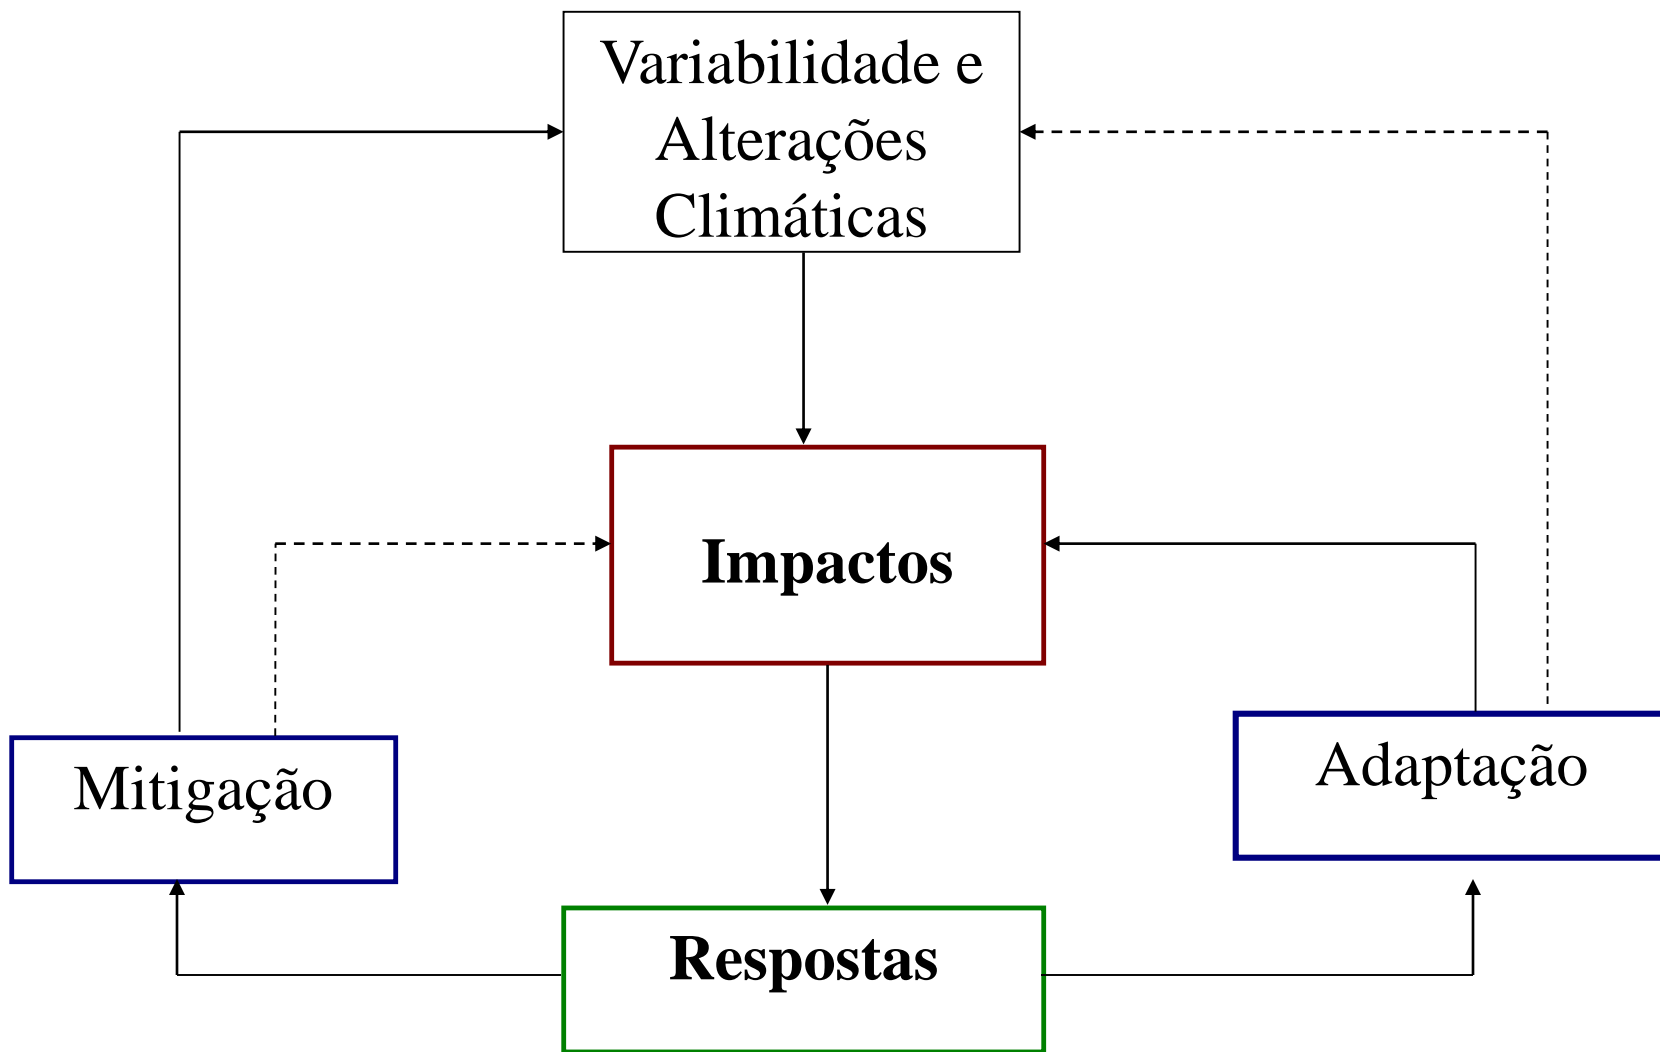 Variabilidade e
Alterações
Climáticas
Impactos
Mitigação
Adaptação
Respostas